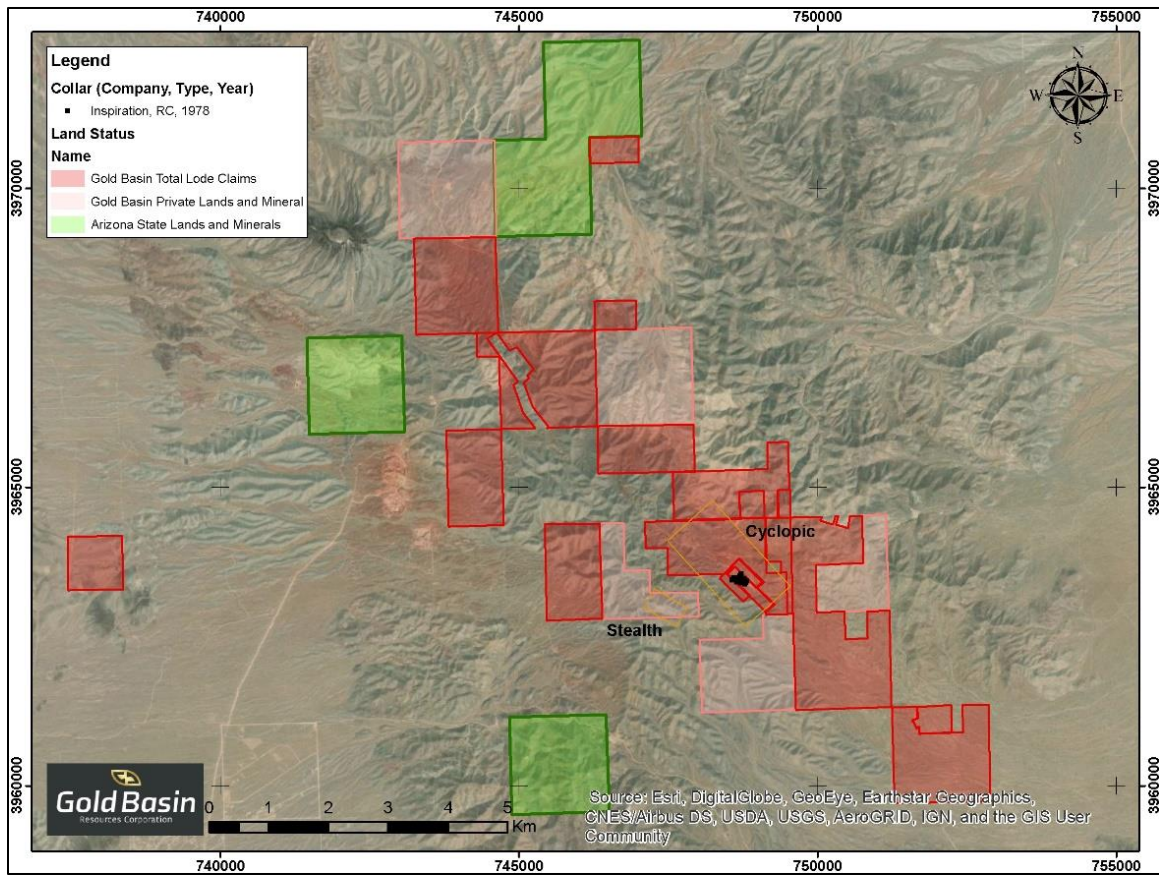 740000 745000 750000 755000
Legend
Collar (Company, Type, Year)
Inspiration, RC, 1978
Land Status
Name
Gold Basin Total Lode Claims
Gold Basin Private Lands and Mineral
Arizona State Lands and Minerals
N
W E
S
3970000 3970000
3965000 3965000
Cyclopic
Stealth
3960000 3960000
Gold Basin
Resources Corporation
0 1 2 3 4 5
Km
Source: Esri, DigitalGlobe, GeoEye, Earthstar Geographics,
CNES/Airbus DS, USDA, USGS, AeroGRID, IGN, and the GIS User
Community
740000 745000 750000 755000